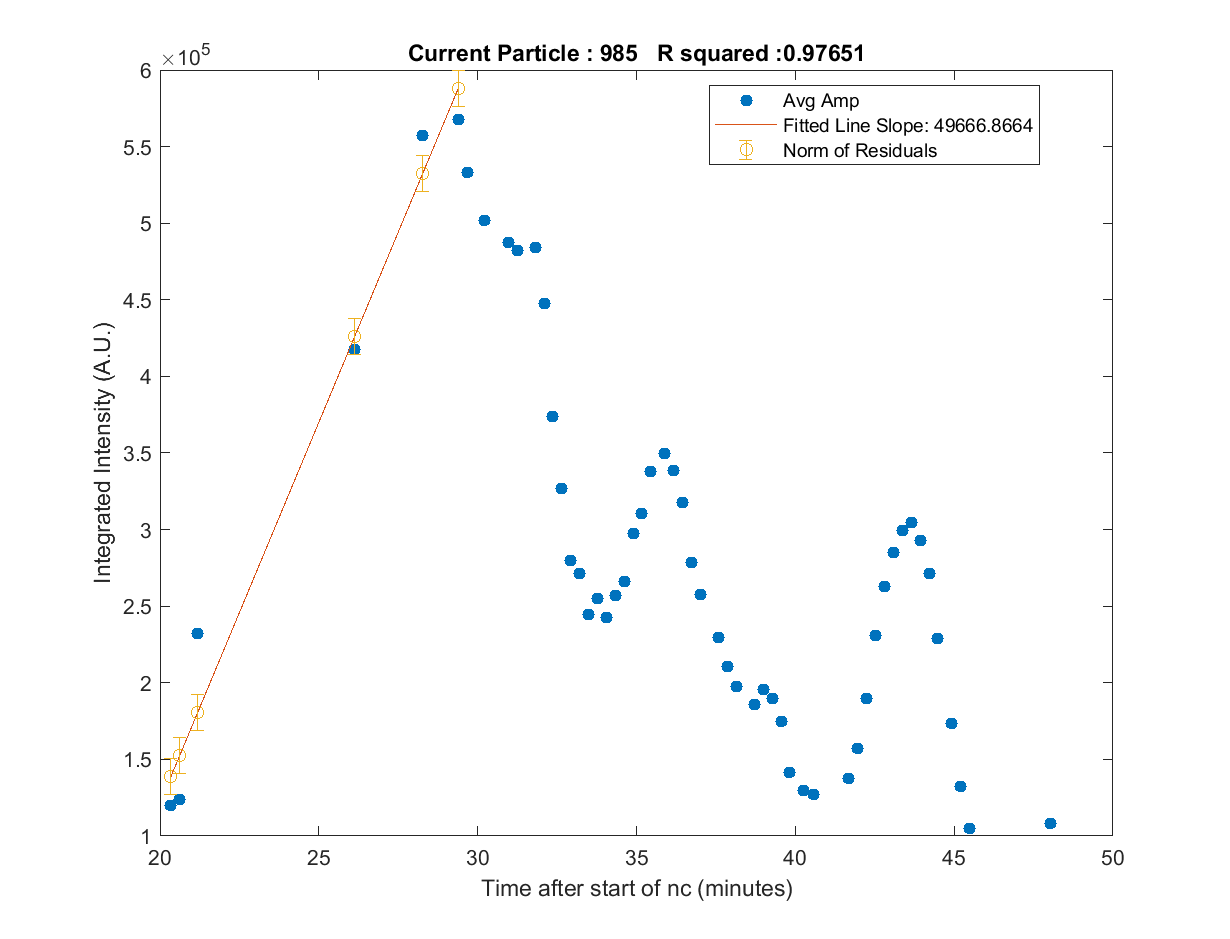 Current Particle : 985   R squared :0.97651
×10^5
6
5.5
5
4.5
4
3.5
3
2.5
2
1.5
1
Integrated Intensity (A.U.)
Avg Amp
Fitted Line Slope: 49666.8664
Norm of Residuals
20 25 30 35 40 45 50
Time after start of nc (minutes)